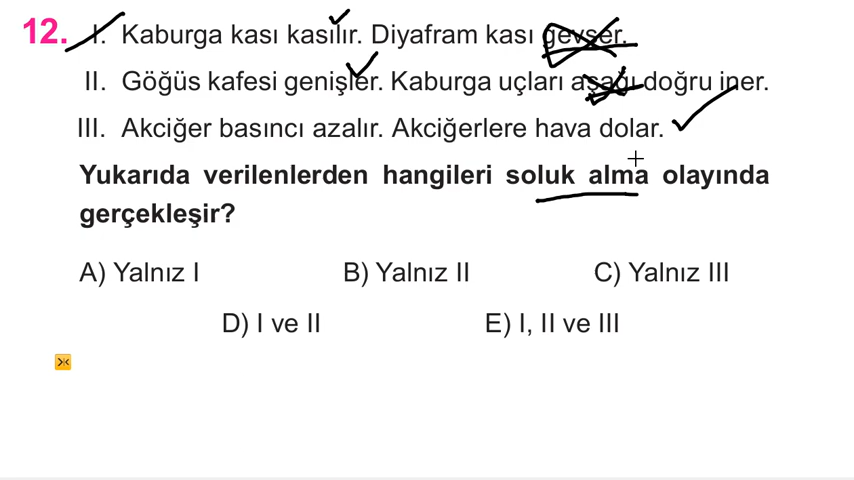 12. I. Kaburga kası kasılır. Diyafram kası gevşer.
II. Göğüs kafesi genişler. Kaburga uçları aşağı doğru iner.
III. Akciğer basıncı azalır. Akciğerlere hava dolar.
Yukarıda verilenlerden hangileri soluk alma olayında
gerçekleşir?
A) Yalnız I B) Yalnız II C) Yalnız III
D) I ve II E) I, II ve III